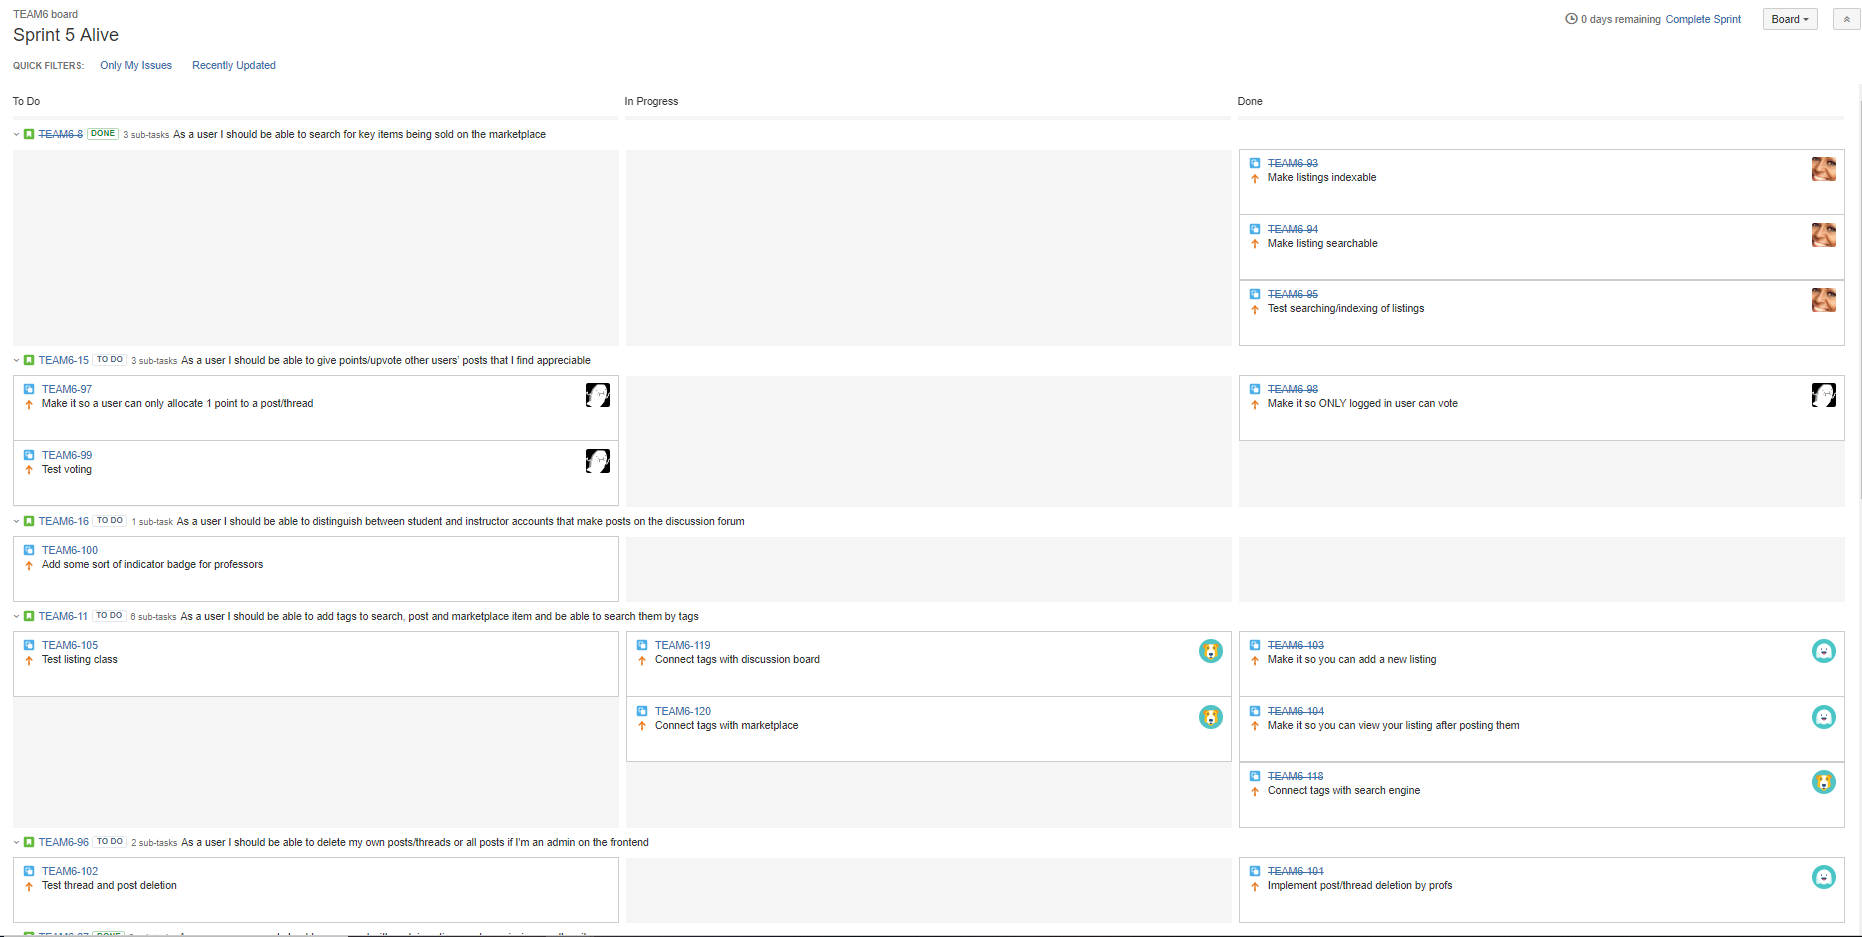 TEAM6 board
Sprint 5 Alive
0 days remaining Complete Sprint
Board
QUICK FILTERS: Only My Issues Recently Updated
To Do In Progress Done
TEAM6-8 DONE 3 sub-tasks As a user I should be able to search for key items being sold on the marketplace
TEAM6-93
Make listings indexable
TEAM6-94
Make listing searchable
TEAM6-95
Test searching/indexing of listings
TEAM6-15 TO DO 3 sub-tasks As a user I should be able to give points/upvote other users' posts that I find appreciable
TEAM6-97
Make it so a user can only allocate 1 point to a post/thread
TEAM6-99
Test voting
TEAM6-98
Make it so ONLY logged in user can vote
TEAM6-16 TO DO 1 sub-task As a user I should be able to distinguish between student and instructor accounts that make posts on the discussion forum
TEAM6-100
Add some sort of indicator badge for professors
TEAM6-11 TO DO 6 sub-tasks As a user I should be able to add tags to search, post and marketplace item and be able to search them by tags
TEAM6-105
Test listing class
TEAM6-119
Connect tags with discussion board
TEAM6-120
Connect tags with marketplace
TEAM6-103
Make it so you can add a new listing
TEAM6-104
Make it so you can view your listing after posting them
TEAM6-118
Connect tags with search engine
TEAM6-96 TO DO 2 sub-tasks As a user I should be able to delete my own posts/threads or all posts if I'm an admin on the frontend
TEAM6-102
Test thread and post deletion
TEAM6-101
Implement post/thread deletion by profs